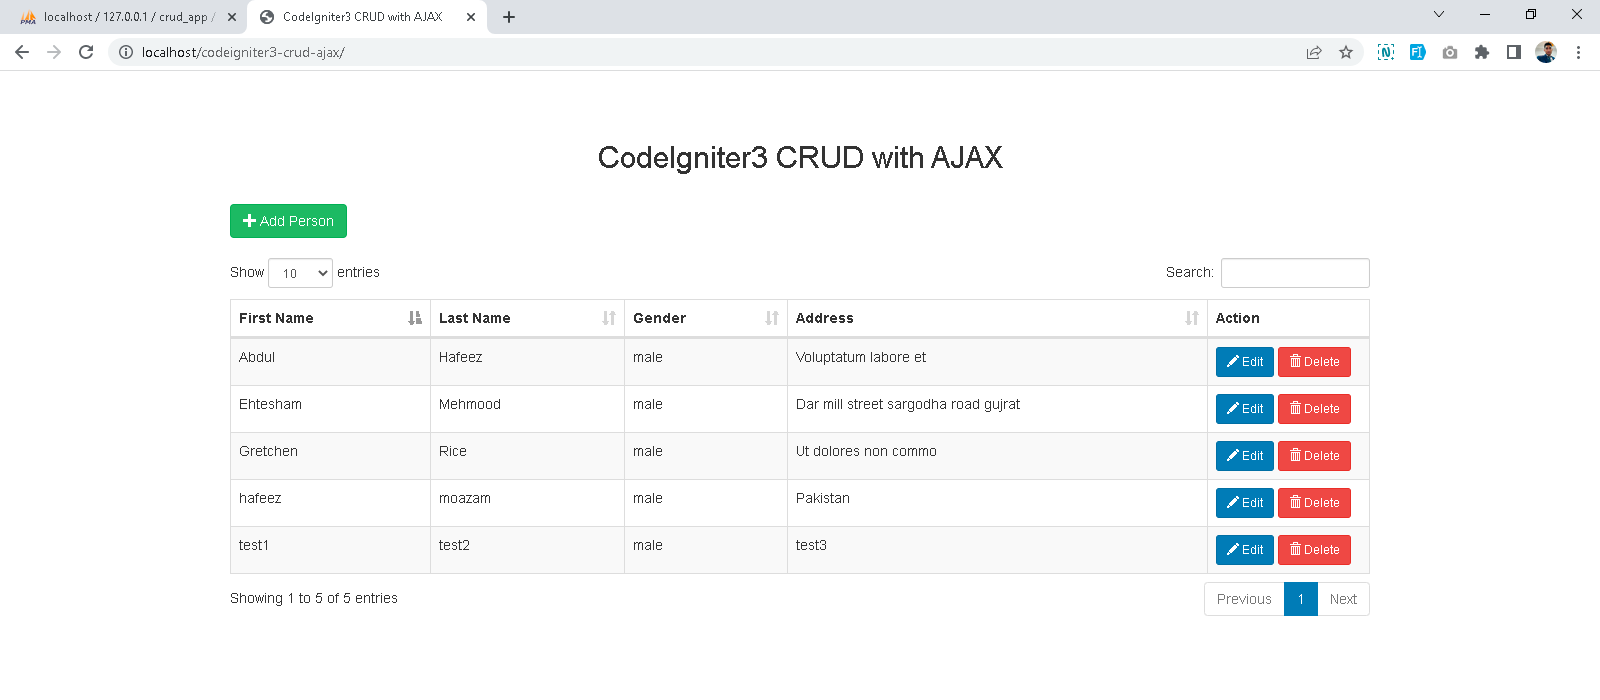 localhost / 127.0.0.1 / crud_app /
CodeIgniter3 CRUD with AJAX
localhost/codeigniter3-crud-ajax/
CodeIgniter3 CRUD with AJAX
Add Person
Show 10 entries Search:
First Name Last Name Gender Address Action
Abdul Hafeez male Voluptatum labore et Edit Delete
Ehtesham Mehmood male Dar mill street sargodha road gujrat Edit Delete
Gretchen Rice male Ut dolores non commo Edit Delete
hafeez moazam male Pakistan Edit Delete
test1 test2 male test3 Edit Delete
Showing 1 to 5 of 5 entries Previous 1 Next